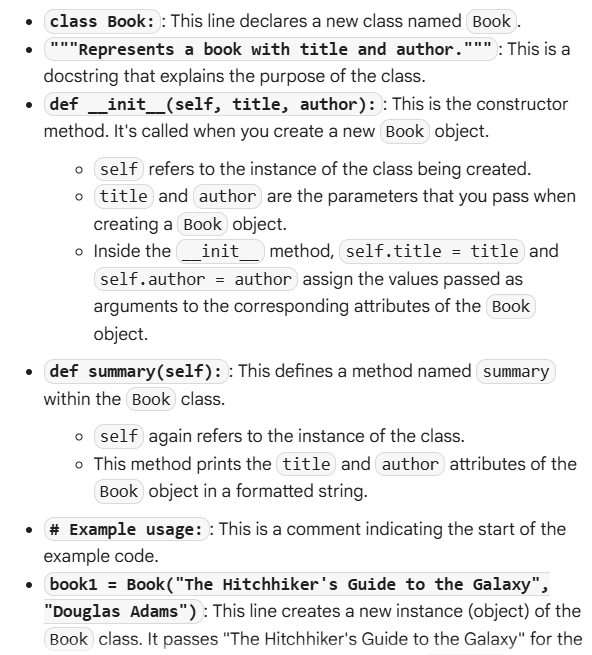 • class Book: : This line declares a new class named Book .
• """Represents a book with title and author.""" : This is a
docstring that explains the purpose of the class.
• def __init__(self, title, author): : This is the constructor
method. It's called when you create a new Book object.
◦ self refers to the instance of the class being created.
◦ title and author are the parameters that you pass when
creating a Book object.
◦ Inside the __init__ method, self.title = title and
self.author = author assign the values passed as
arguments to the corresponding attributes of the Book
object.
• def summary(self): : This defines a method named summary
within the Book class.
◦ self again refers to the instance of the class.
◦ This method prints the title and author attributes of the
Book object in a formatted string.
• # Example usage: : This is a comment indicating the start of the
example code.
• book1 = Book("The Hitchhiker's Guide to the Galaxy",
"Douglas Adams") : This line creates a new instance (object) of the
Book class. It passes "The Hitchhiker's Guide to the Galaxy" for the